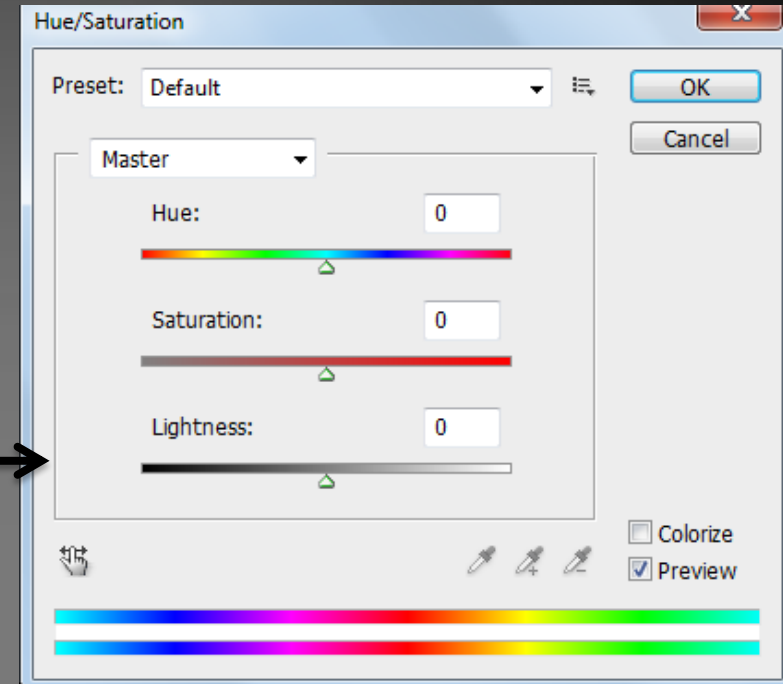 Hue/Saturation
Preset: Default
OK
Cancel
Master
Hue: 0
Saturation: 0
Lightness: 0
Colorize
Preview